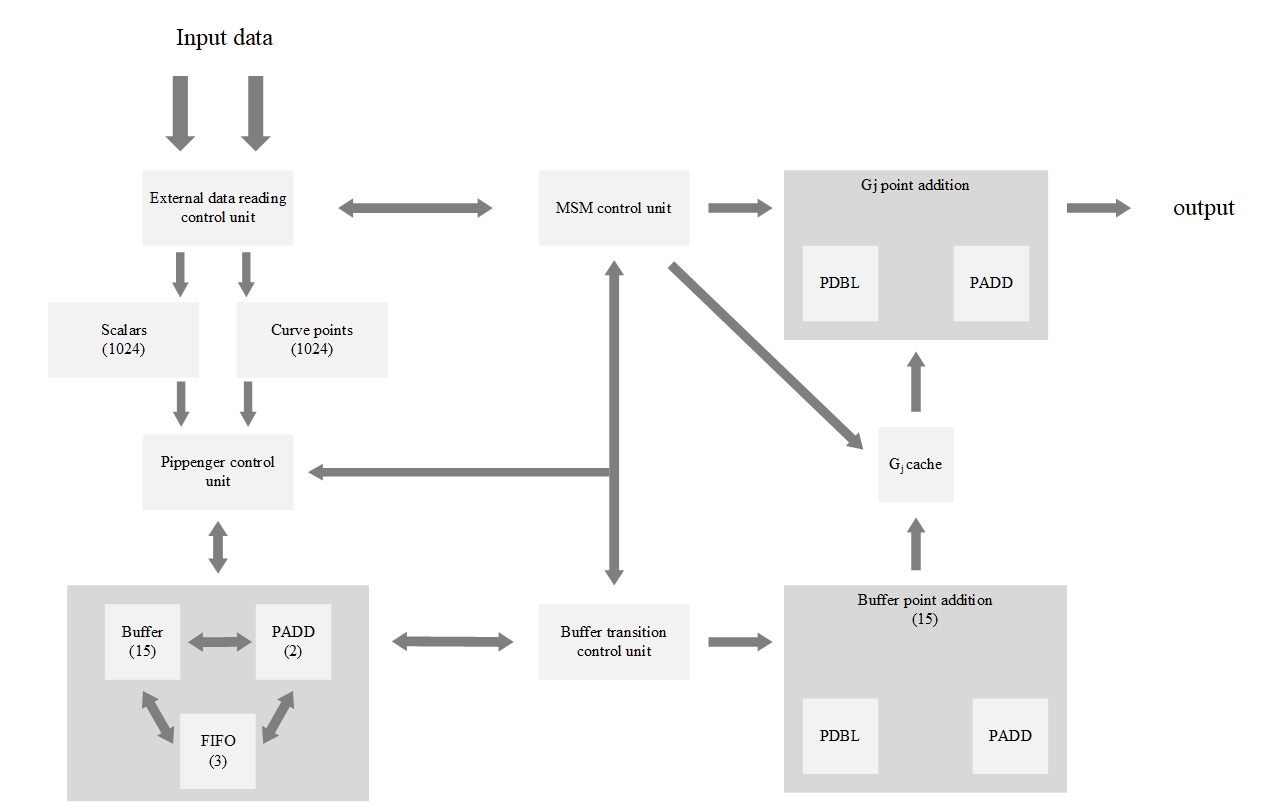 Input data
External data reading
control unit
MSM control unit
Gj point addition
output
PDBL
PADD
Scalars
(1024)
Curve points
(1024)
Pippenger control
unit
Gj cache
Buffer
(15)
PADD
(2)
FIFO
(3)
Buffer transition
control unit
Buffer point addition
(15)
PDBL
PADD